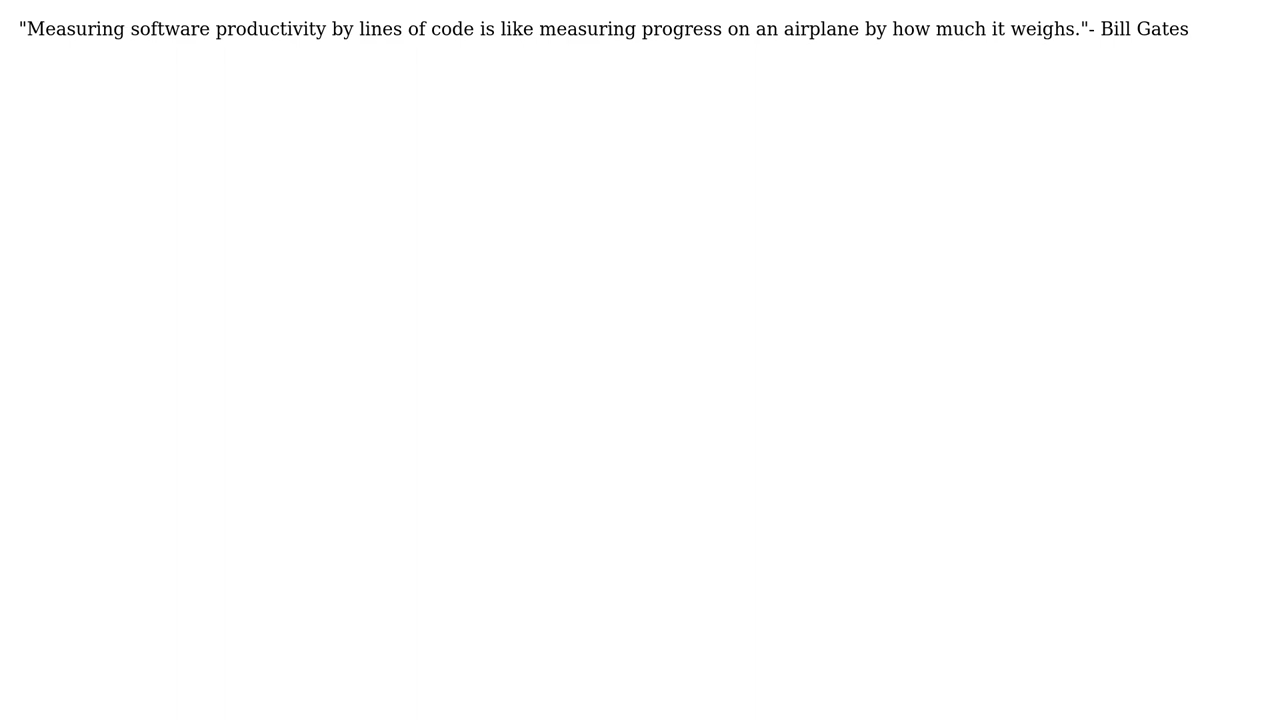 "Measuring software productivity by lines of code is like measuring progress on an airplane by how much it weighs."- Bill Gates